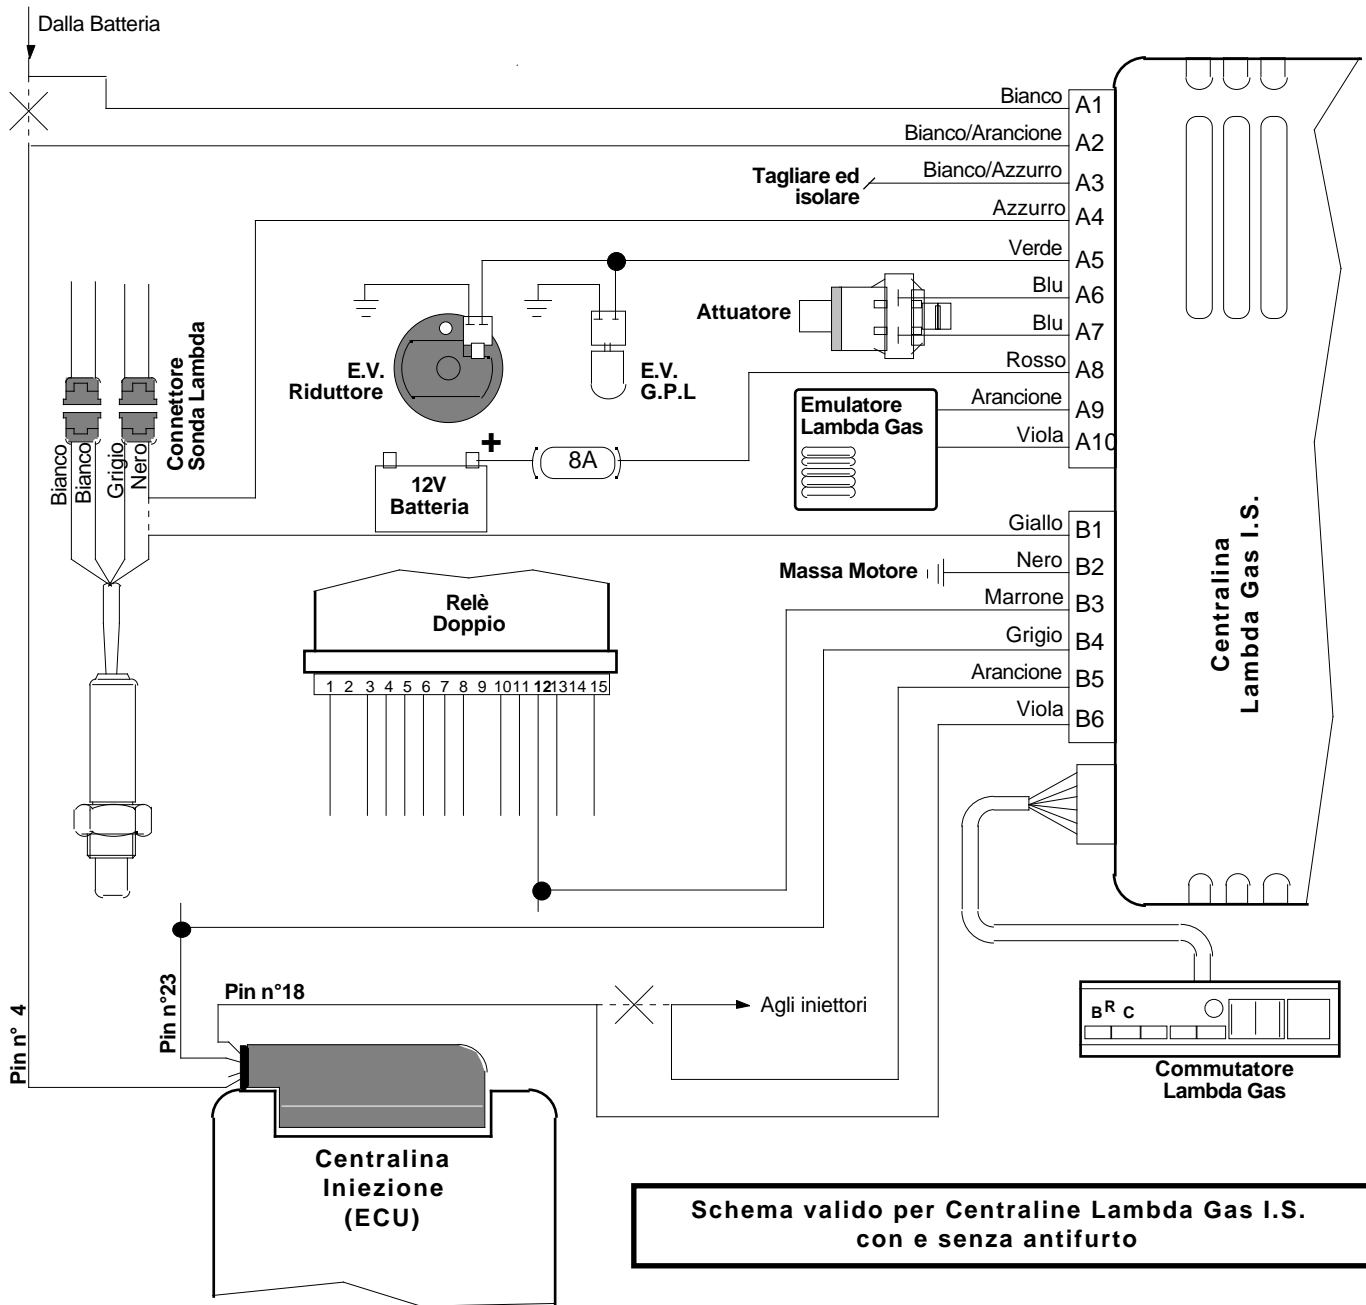 Dalla Batteria
Bianco A1
Bianco/Arancione A2
Tagliare ed
isolare
Bianco/Azzurro A3
Azzurro A4
Verde A5
Blu A6
Attuatore
Blu A7
Rosso A8
Arancione A9
Viola A10
E.V.
Riduttore
E.V.
G.P.L
Emulatore
Lambda Gas
+
8A
12V
Batteria
Connettore
Sonda Lambda
Bianco
Bianco
Grigio
Nero
Giallo B1
Massa Motore
Nero B2
Marrone B3
Grigio B4
Arancione B5
Viola B6
Centralina
Lambda Gas I.S.
Relè
Doppio
1 2 3 4 5 6 7 8 9 10 11 12 13 14 15
Pin n° 4
Pin n°23
Pin n°18
Agli iniettori
B R C
Commutatore
Lambda Gas
Centralina
Iniezione
(ECU)
Schema valido per Centraline Lambda Gas I.S.
con e senza antifurto